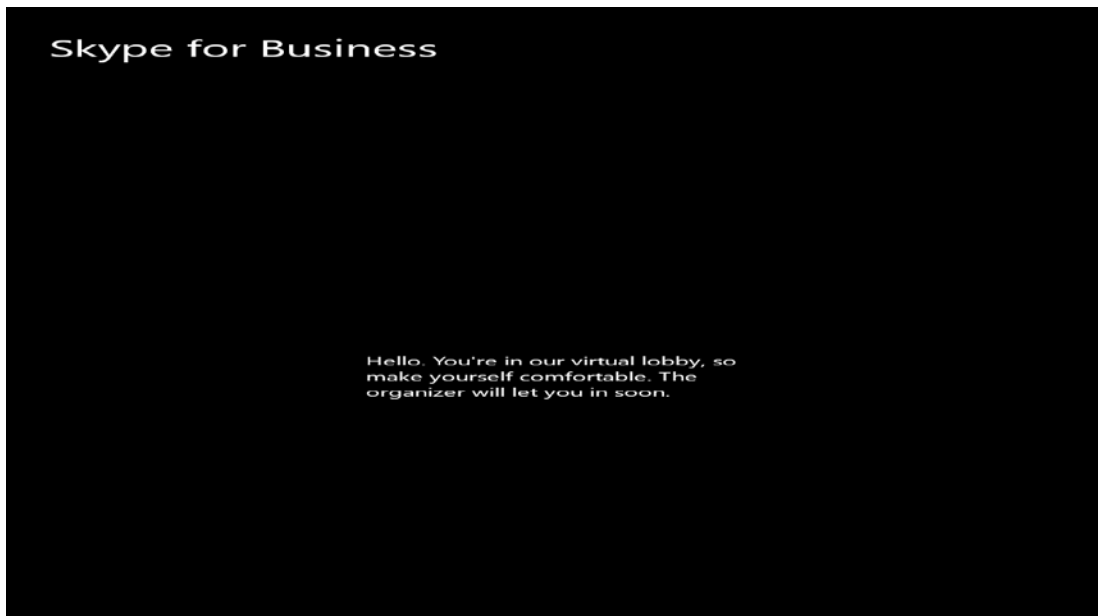 Skype for Business
Hello. You're in our virtual lobby, so
make yourself comfortable. The
organizer will let you in soon.